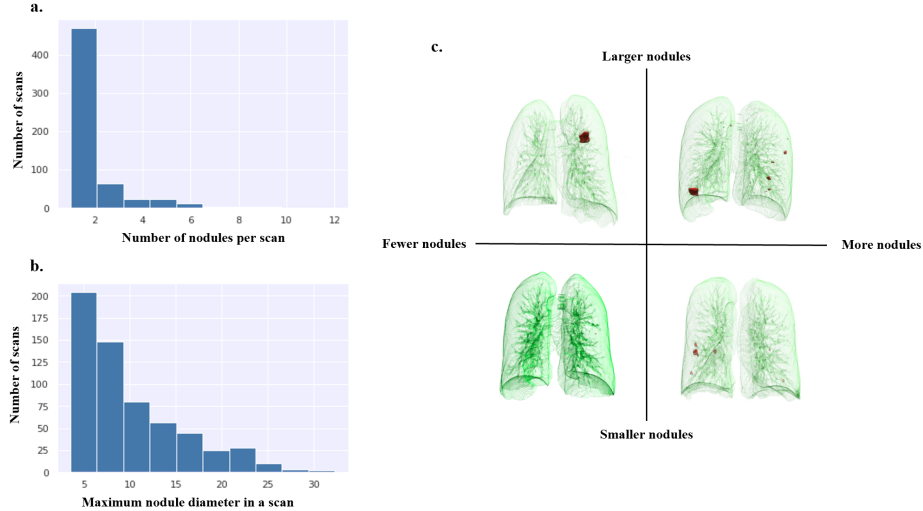 a.
400
300
200
100
0
Number of scans
2
4
6
8
10
12
Number of nodules per scan
b.
200
175
150
125
100
75
50
25
0
Number of scans
5
10
15
20
25
30
Maximum nodule diameter in a scan
c.
Larger nodules
Fewer nodules
More nodules
Smaller nodules